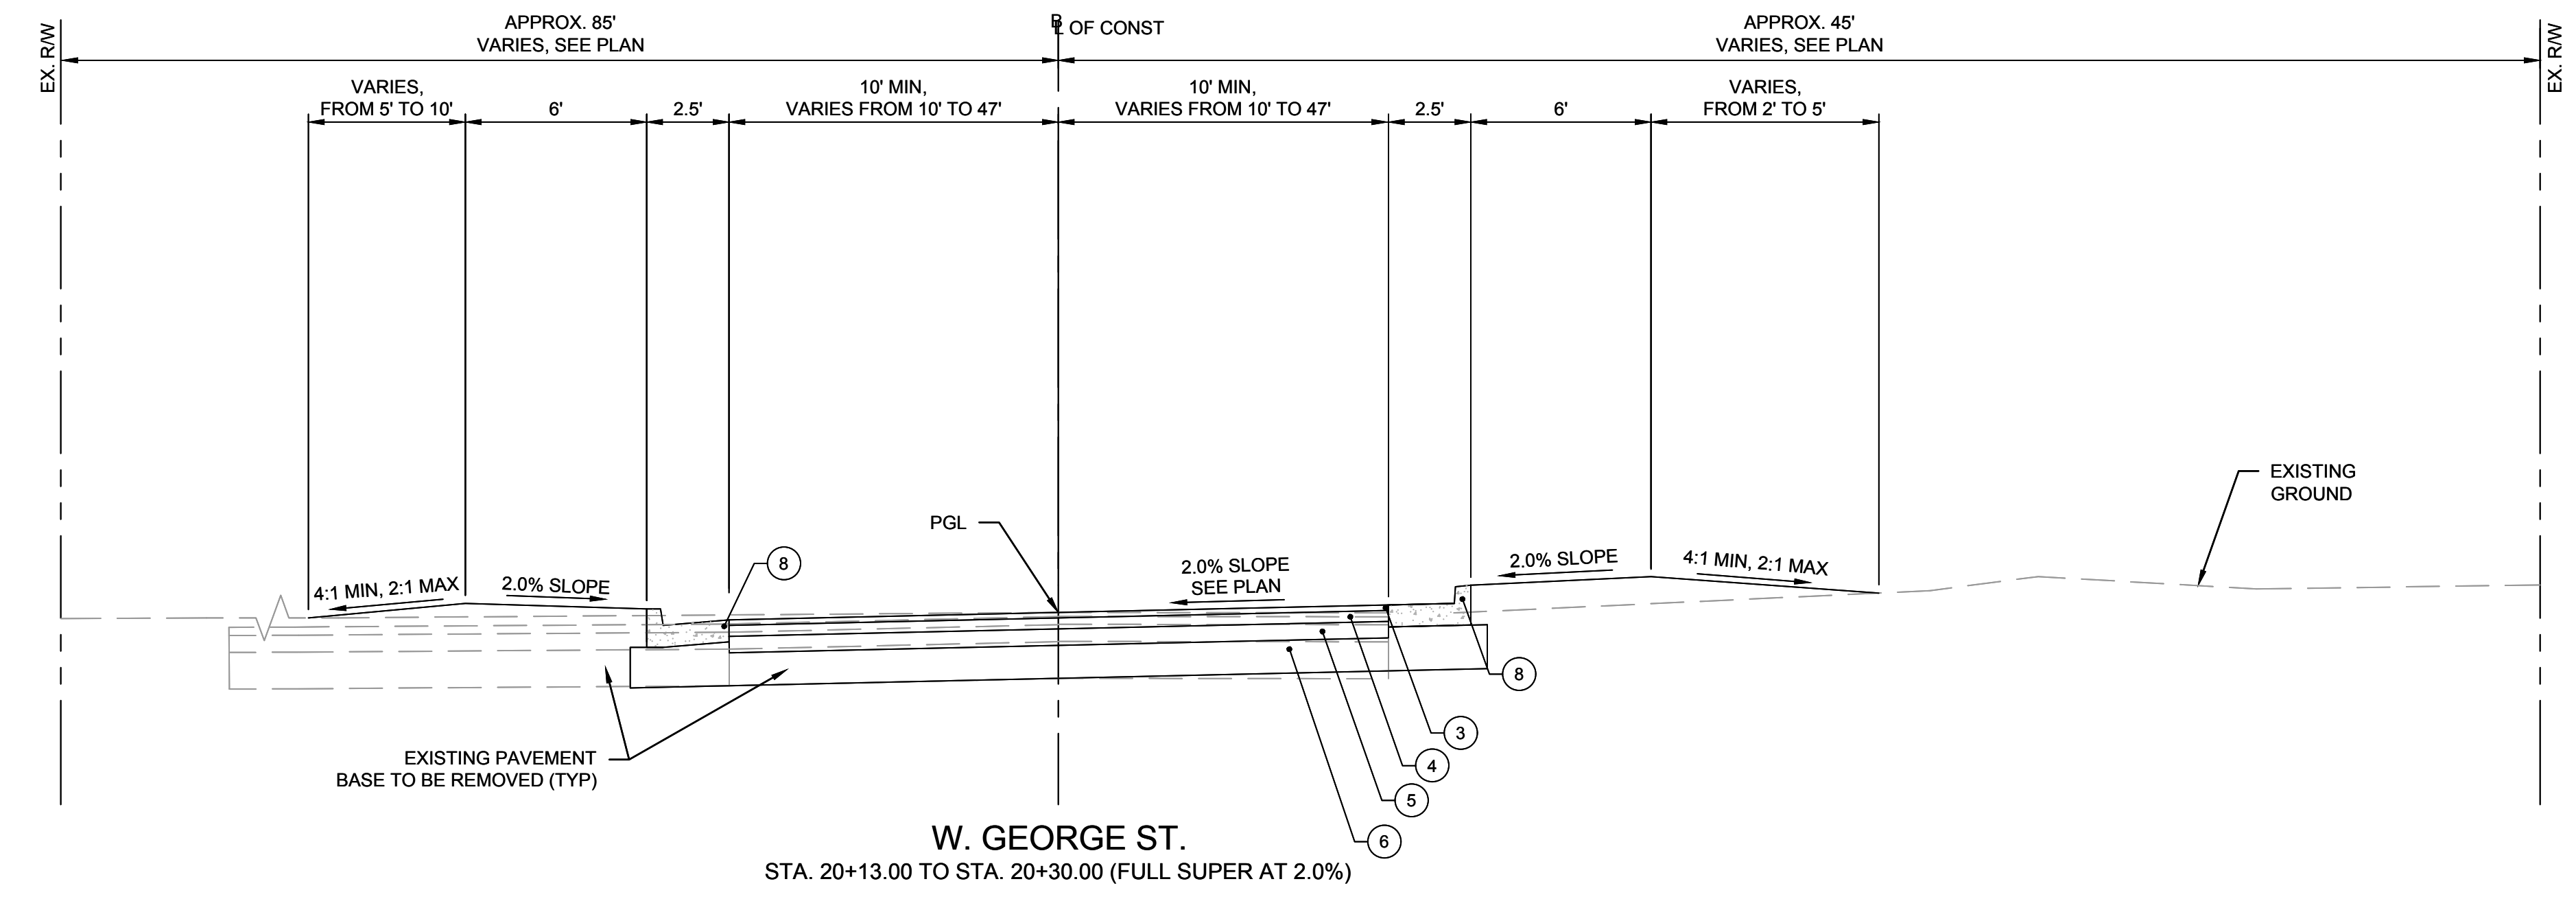 EX. R/W
APPROX. 85'
VARIES, SEE PLAN
BL OF CONST
APPROX. 45'
VARIES, SEE PLAN
EX. R/W
VARIES,
FROM 5' TO 10'
6'
2.5'
10' MIN,
VARIES FROM 10' TO 47'
10' MIN,
VARIES FROM 10' TO 47'
2.5'
6'
VARIES,
FROM 2' TO 5'
EXISTING
GROUND
PGL
8
4:1 MIN, 2:1 MAX
2.0% SLOPE
2.0% SLOPE
SEE PLAN
2.0% SLOPE
4:1 MIN, 2:1 MAX
8
3
4
5
6
EXISTING PAVEMENT
BASE TO BE REMOVED (TYP)
W. GEORGE ST.
STA. 20+13.00 TO STA. 20+30.00 (FULL SUPER AT 2.0%)